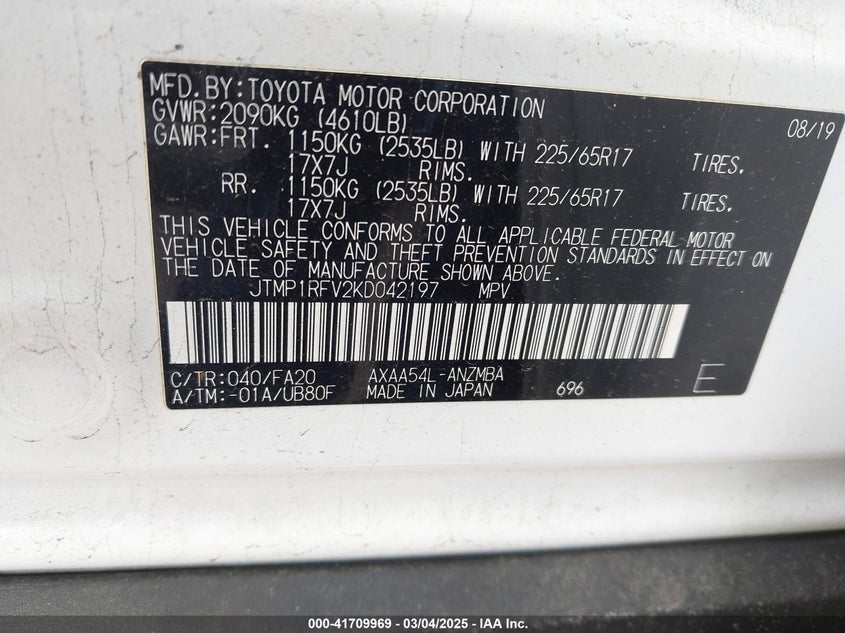 MFD.BY:TOYOTA MOTOR CORPORATION 08/19
GVWR:2090KG (4610LB)
GAWR:FRT. 1150KG (2535LB) WITH 225/65R17 TIRES.
17X7J RIMS.
RR. 1150KG (2535LB) WITH 225/65R17 TIRES.
17X7J RIMS.
THIS VEHICLE CONFORMS TO ALL APPLICABLE FEDERAL MOTOR
VEHICLE SAFETY AND THEFT PREVENTION STANDARDS IN EFFECT ON
THE DATE OF MANUFACTURE SHOWN ABOVE.
JTMP1RFV2KD042197 MPV
C/TR:040/FA20 AXAA54L-ANZMBA
A/TM:-01A/UB80F MADE IN JAPAN 696 E
000-41709969 | 03/04/2025 - IAA Inc.